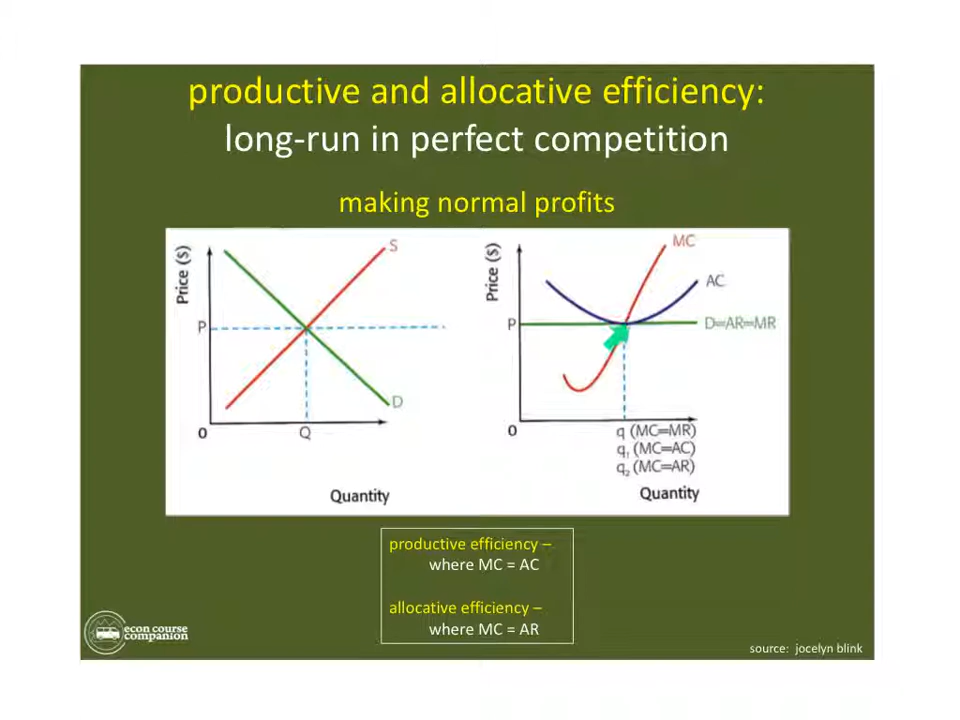 productive and allocative efficiency:
long-run in perfect competition
making normal profits
Price ($)
S
P
D
0
Q
Quantity
Price ($)
MC
AC
P
D=AR=MR
0
q (MC=MR)
q₁ (MC=AC)
q₂ (MC=AR)
Quantity
productive efficiency –
where MC = AC
allocative efficiency –
where MC = AR
econ course
companion
source: jocelyn blink